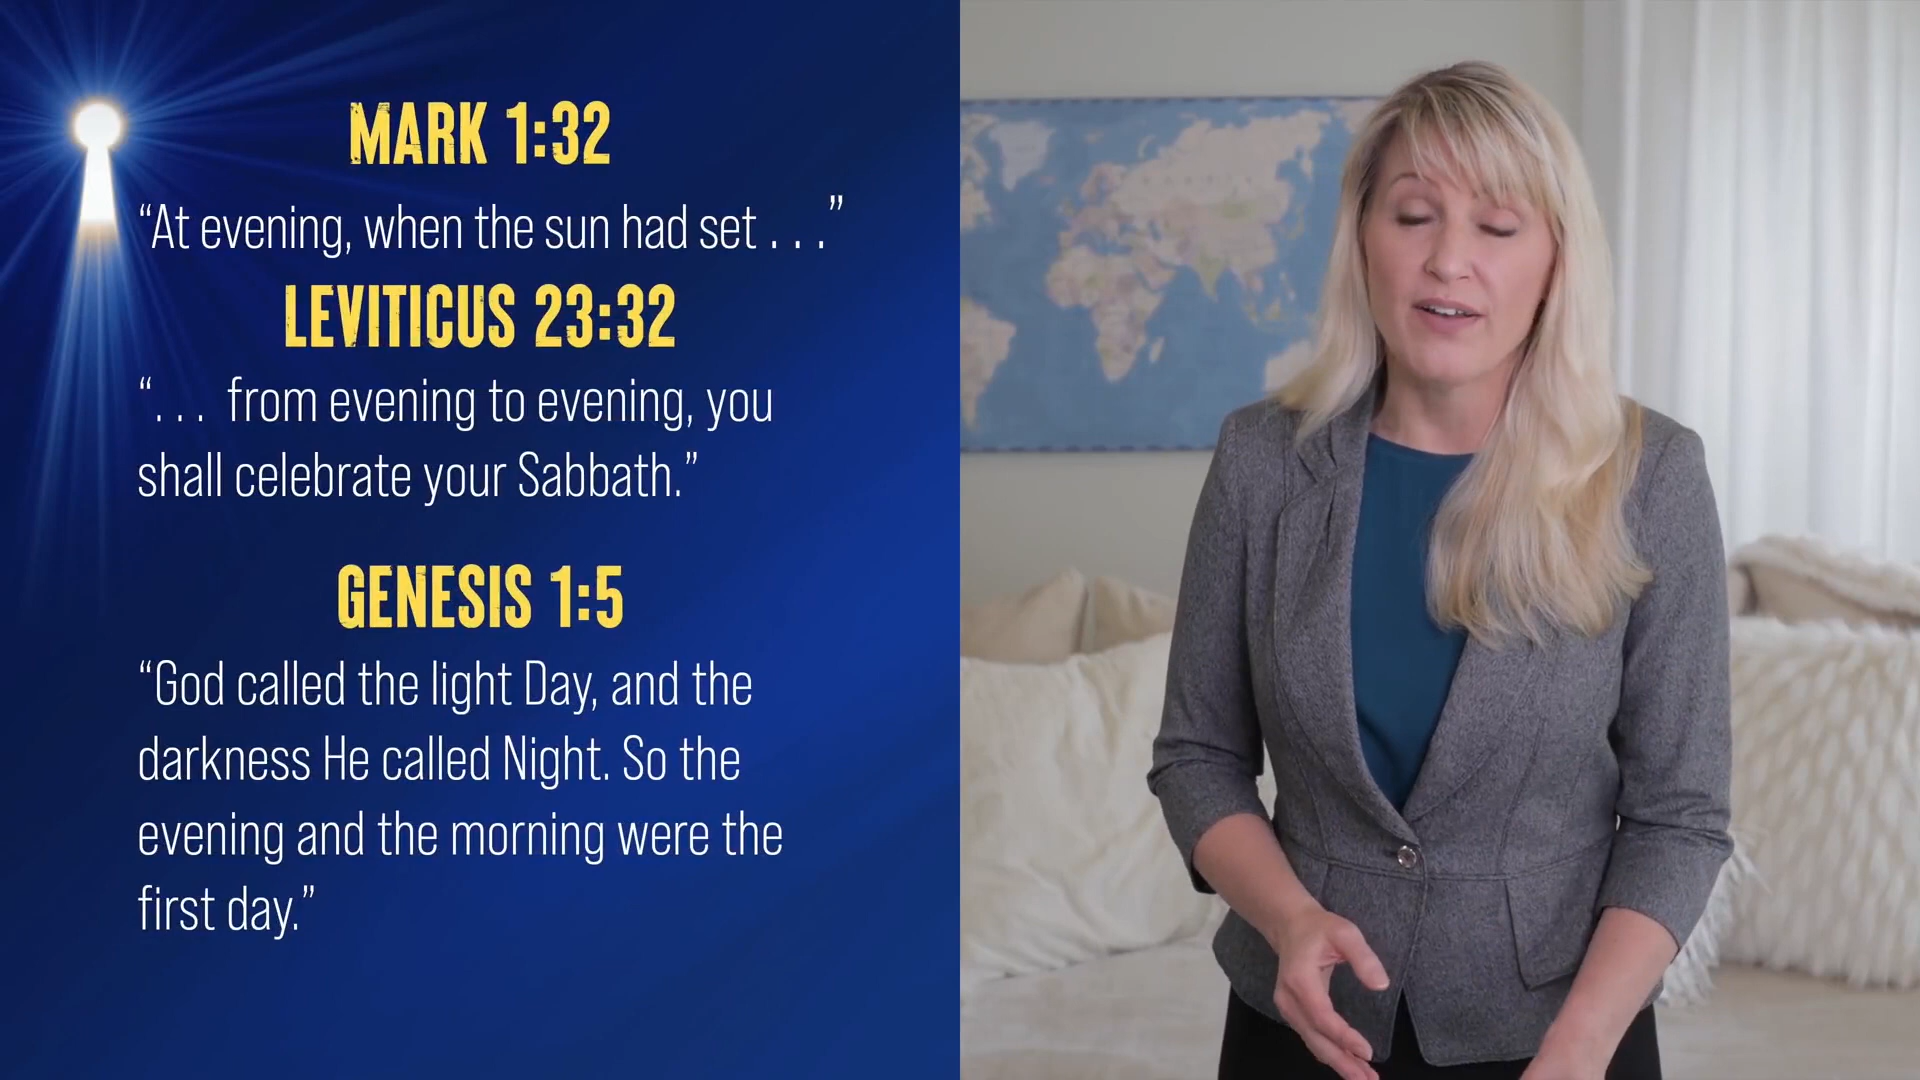 MARK 1:32
“At evening, when the sun had set . . .”
LEVITICUS 23:32
“. . . from evening to evening, you
shall celebrate your Sabbath.”
GENESIS 1:5
“God called the light Day, and the
darkness He called Night. So the
evening and the morning were the
first day.”